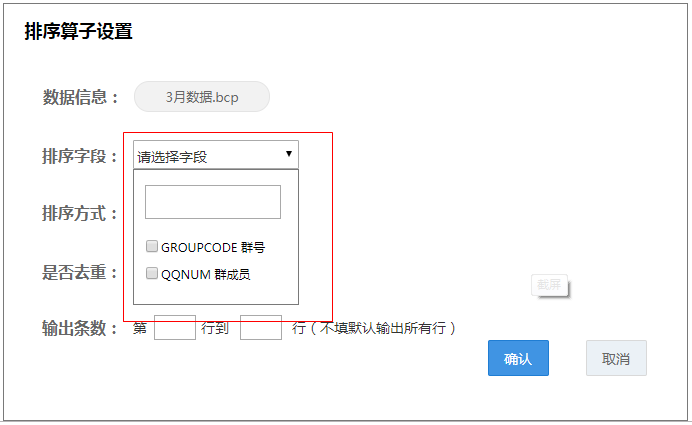 排序算子设置
数据信息： 3月数据.bcp
排序字段： 请选择字段
排序方式：
GROUPCODE 群号
是否去重： QQNUM 群成员
截屏
输出条数： 第 行到 行（不填默认输出所有行）
确认 取消